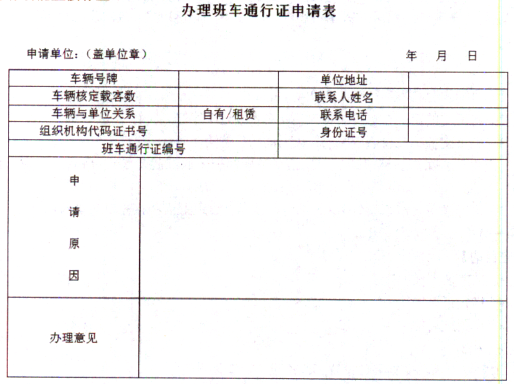 办理班车通行证申请表
申请单位:（盖单位章） 年 月 日
车辆号牌 单位地址
车辆核定载客数 联系人姓名
车辆与单位关系 自有/租赁 联系电话
组织机构代码证书号 身份证号
班车通行证编号
申
请
原
因
办理意见